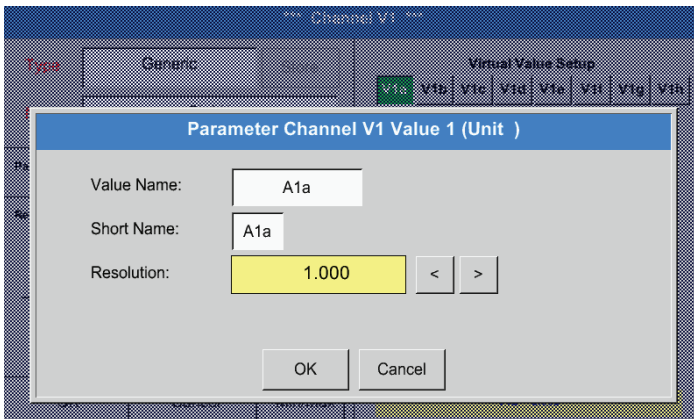 *** Channel V1 ***
Type Generic Store
Virtual Value Setup
V1a V1b V1c V1d V1e V1f V1g V1h
Parameter Channel V1 Value 1 (Unit )
Value Name: A1a
Short Name: A1a
Resolution: 1.000 < >
OK Cancel